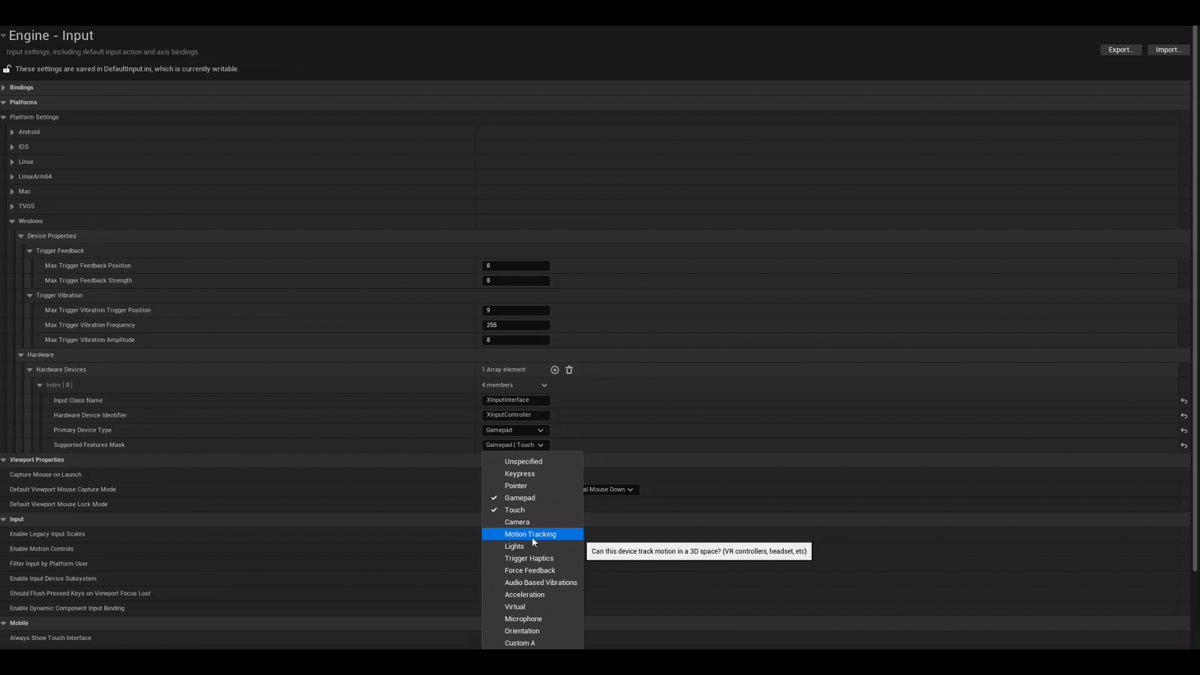 Engine - Input
Input settings, including default input action and axis bindings.
Export...
Import...
These settings are saved in DefaultInput.ini, which is currently writable.
Bindings
Platforms
Platform Settings
Android
IOS
Linux
LinuxArm64
Mac
TVOS
Windows
Device Properties
Trigger Feedback
Max Trigger Feedback Position 8
Max Trigger Feedback Strength 8
Trigger Vibration
Max Trigger Vibration Trigger Position 9
Max Trigger Vibration Frequency 255
Max Trigger Vibration Amplitude 8
Hardware
Hardware Devices 1 Array element
Index [ 0 ] 4 members
Input Class Name XInputInterface
Hardware Device Identifier XInputController
Primary Device Type Gamepad
Supported Features Mask Gamepad | Touch
Viewport Properties
Capture Mouse on Launch
Default Viewport Mouse Capture Mode al Mouse Down
Default Viewport Mouse Lock Mode
Input
Enable Legacy Input Scales
Enable Motion Controls
Filter Input by Platform User
Enable Input Device Subsystem
Should Flush Pressed Keys on Viewport Focus Lost
Enable Dynamic Component Input Binding
Mobile
Always Show Touch Interface
Unspecified
Keypress
Pointer
Gamepad
Touch
Camera
Motion Tracking
Lights
Trigger Haptics
Force Feedback
Audio Based Vibrations
Acceleration
Virtual
Microphone
Orientation
Custom A
Can this device track motion in a 3D space? (VR controllers, headset, etc)